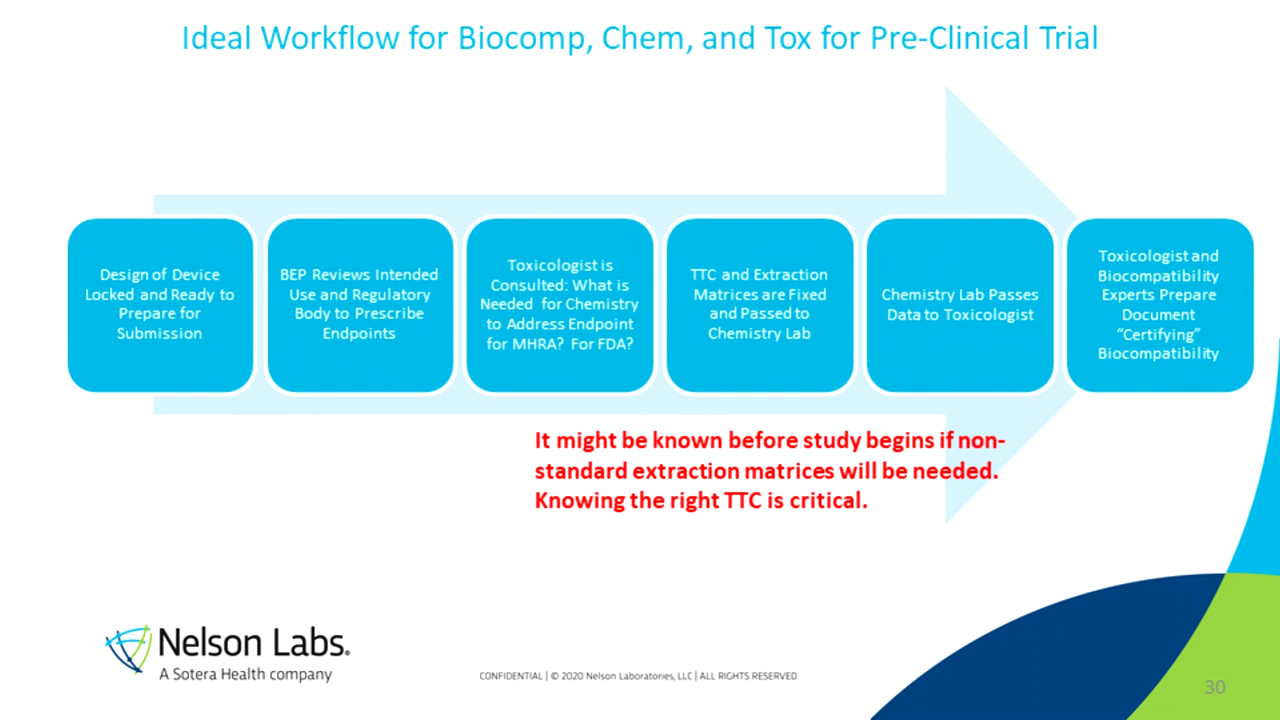 Ideal Workflow for Biocomp, Chem, and Tox for Pre-Clinical Trial
Design of Device
Locked and Ready to
Prepare for
Submission
BEP Reviews Intended
Use and Regulatory
Body to Prescribe
Endpoints
Toxicologist is
Consulted: What is
Needed for Chemistry
to Address Endpoint
for MHRA? For FDA?
TTC and Extraction
Matrices are Fixed
and Passed to
Chemistry Lab
Chemistry Lab Passes
Data to Toxicologist
Toxicologist and
Biocompatibility
Experts Prepare
Document
“Certifying”
Biocompatibility
It might be known before study begins if non-
standard extraction matrices will be needed.
Knowing the right TTC is critical.
Nelson Labs®
A Sotera Health company
CONFIDENTIAL | © 2020 Nelson Laboratories, LLC | ALL RIGHTS RESERVED
30